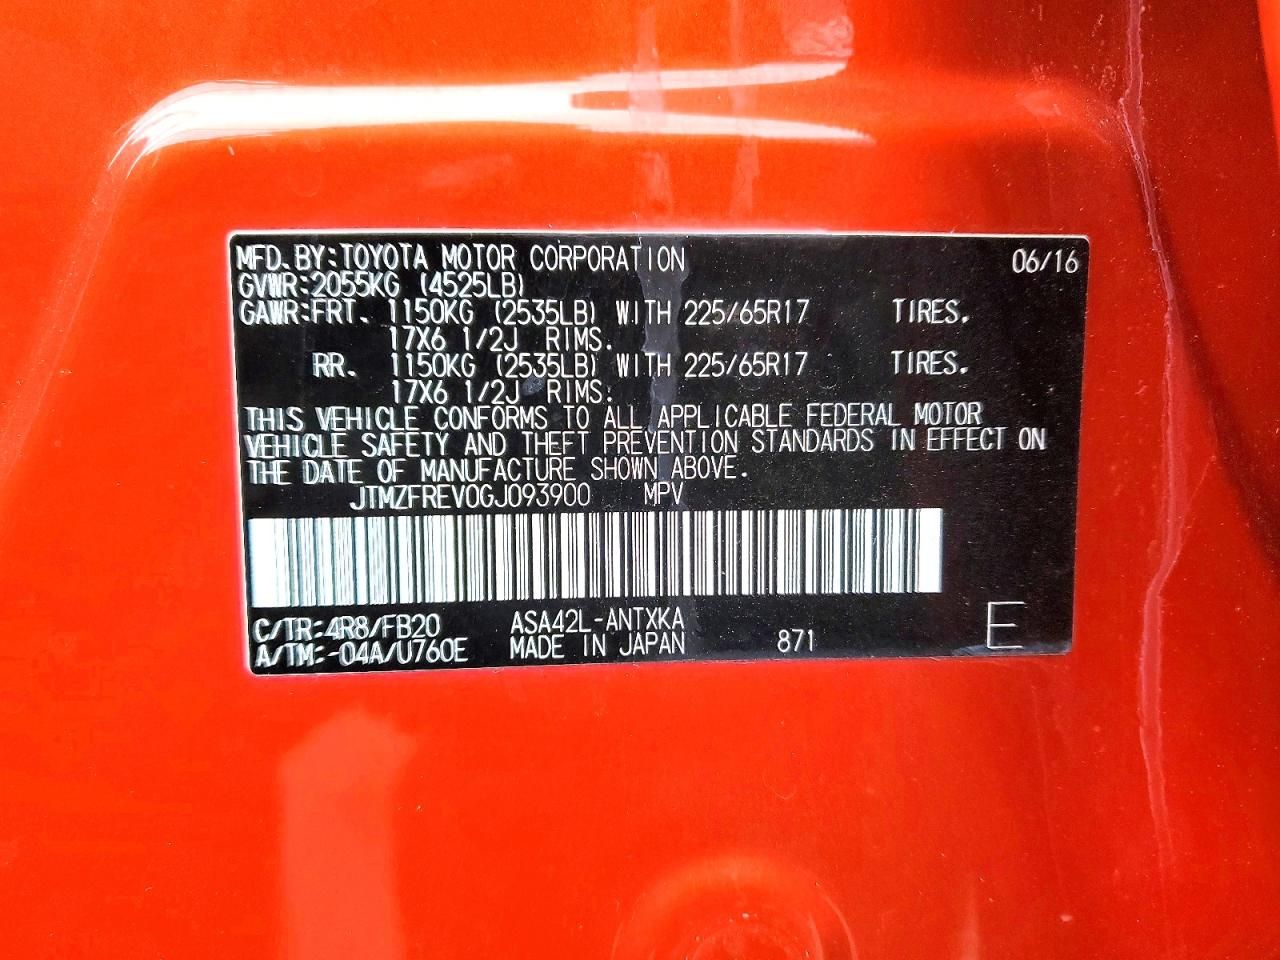 MFD. BY: TOYOTA MOTOR CORPORATION 06/16
GVWR: 2055KG (4525LB)
GAWR: FRT. 1150KG (2535LB) WITH 225/65R17 TIRES.
17X6 1/2J RIMS.
RR. 1150KG (2535LB) WITH 225/65R17 TIRES.
17X6 1/2J RIMS.
THIS VEHICLE CONFORMS TO ALL APPLICABLE FEDERAL MOTOR
VEHICLE SAFETY AND THEFT PREVENTION STANDARDS IN EFFECT ON
THE DATE OF MANUFACTURE SHOWN ABOVE.
JTMZFREV0GJ093900 MPV
C/TR: 4R8/FB20 ASA42L-ANTXKA
A/TM: -04A/U760E MADE IN JAPAN 871 E